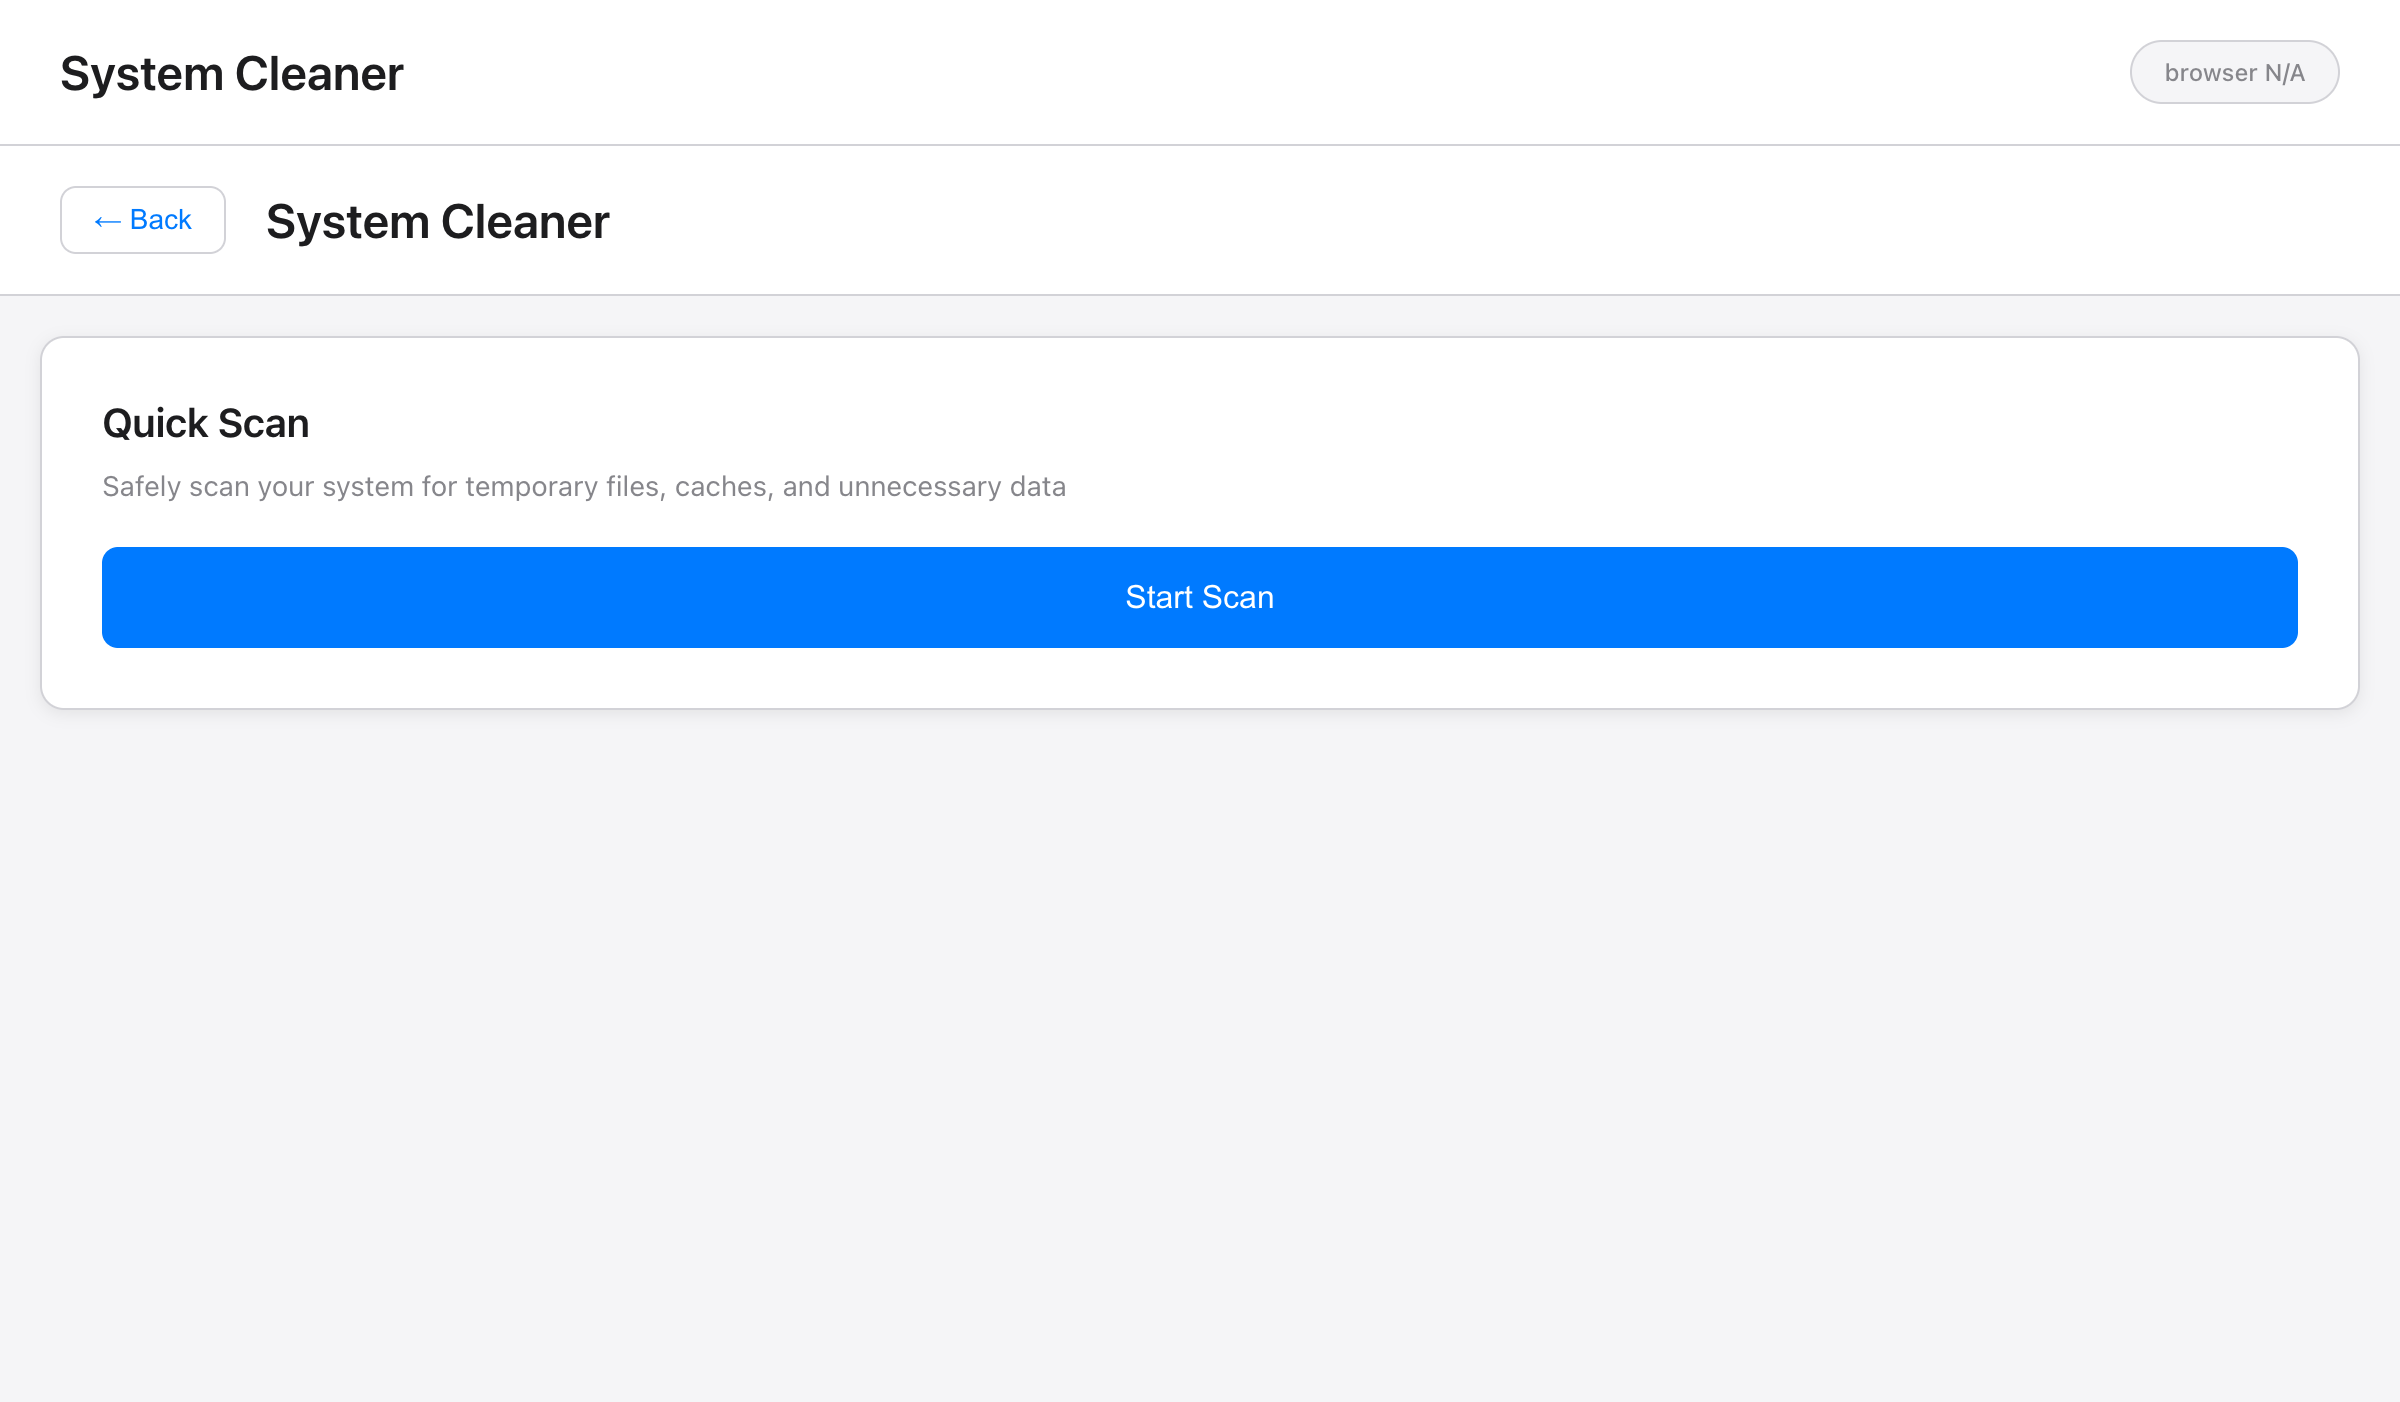 System Cleaner
browser N/A
← Back
System Cleaner
Quick Scan
Safely scan your system for temporary files, caches, and unnecessary data
Start Scan